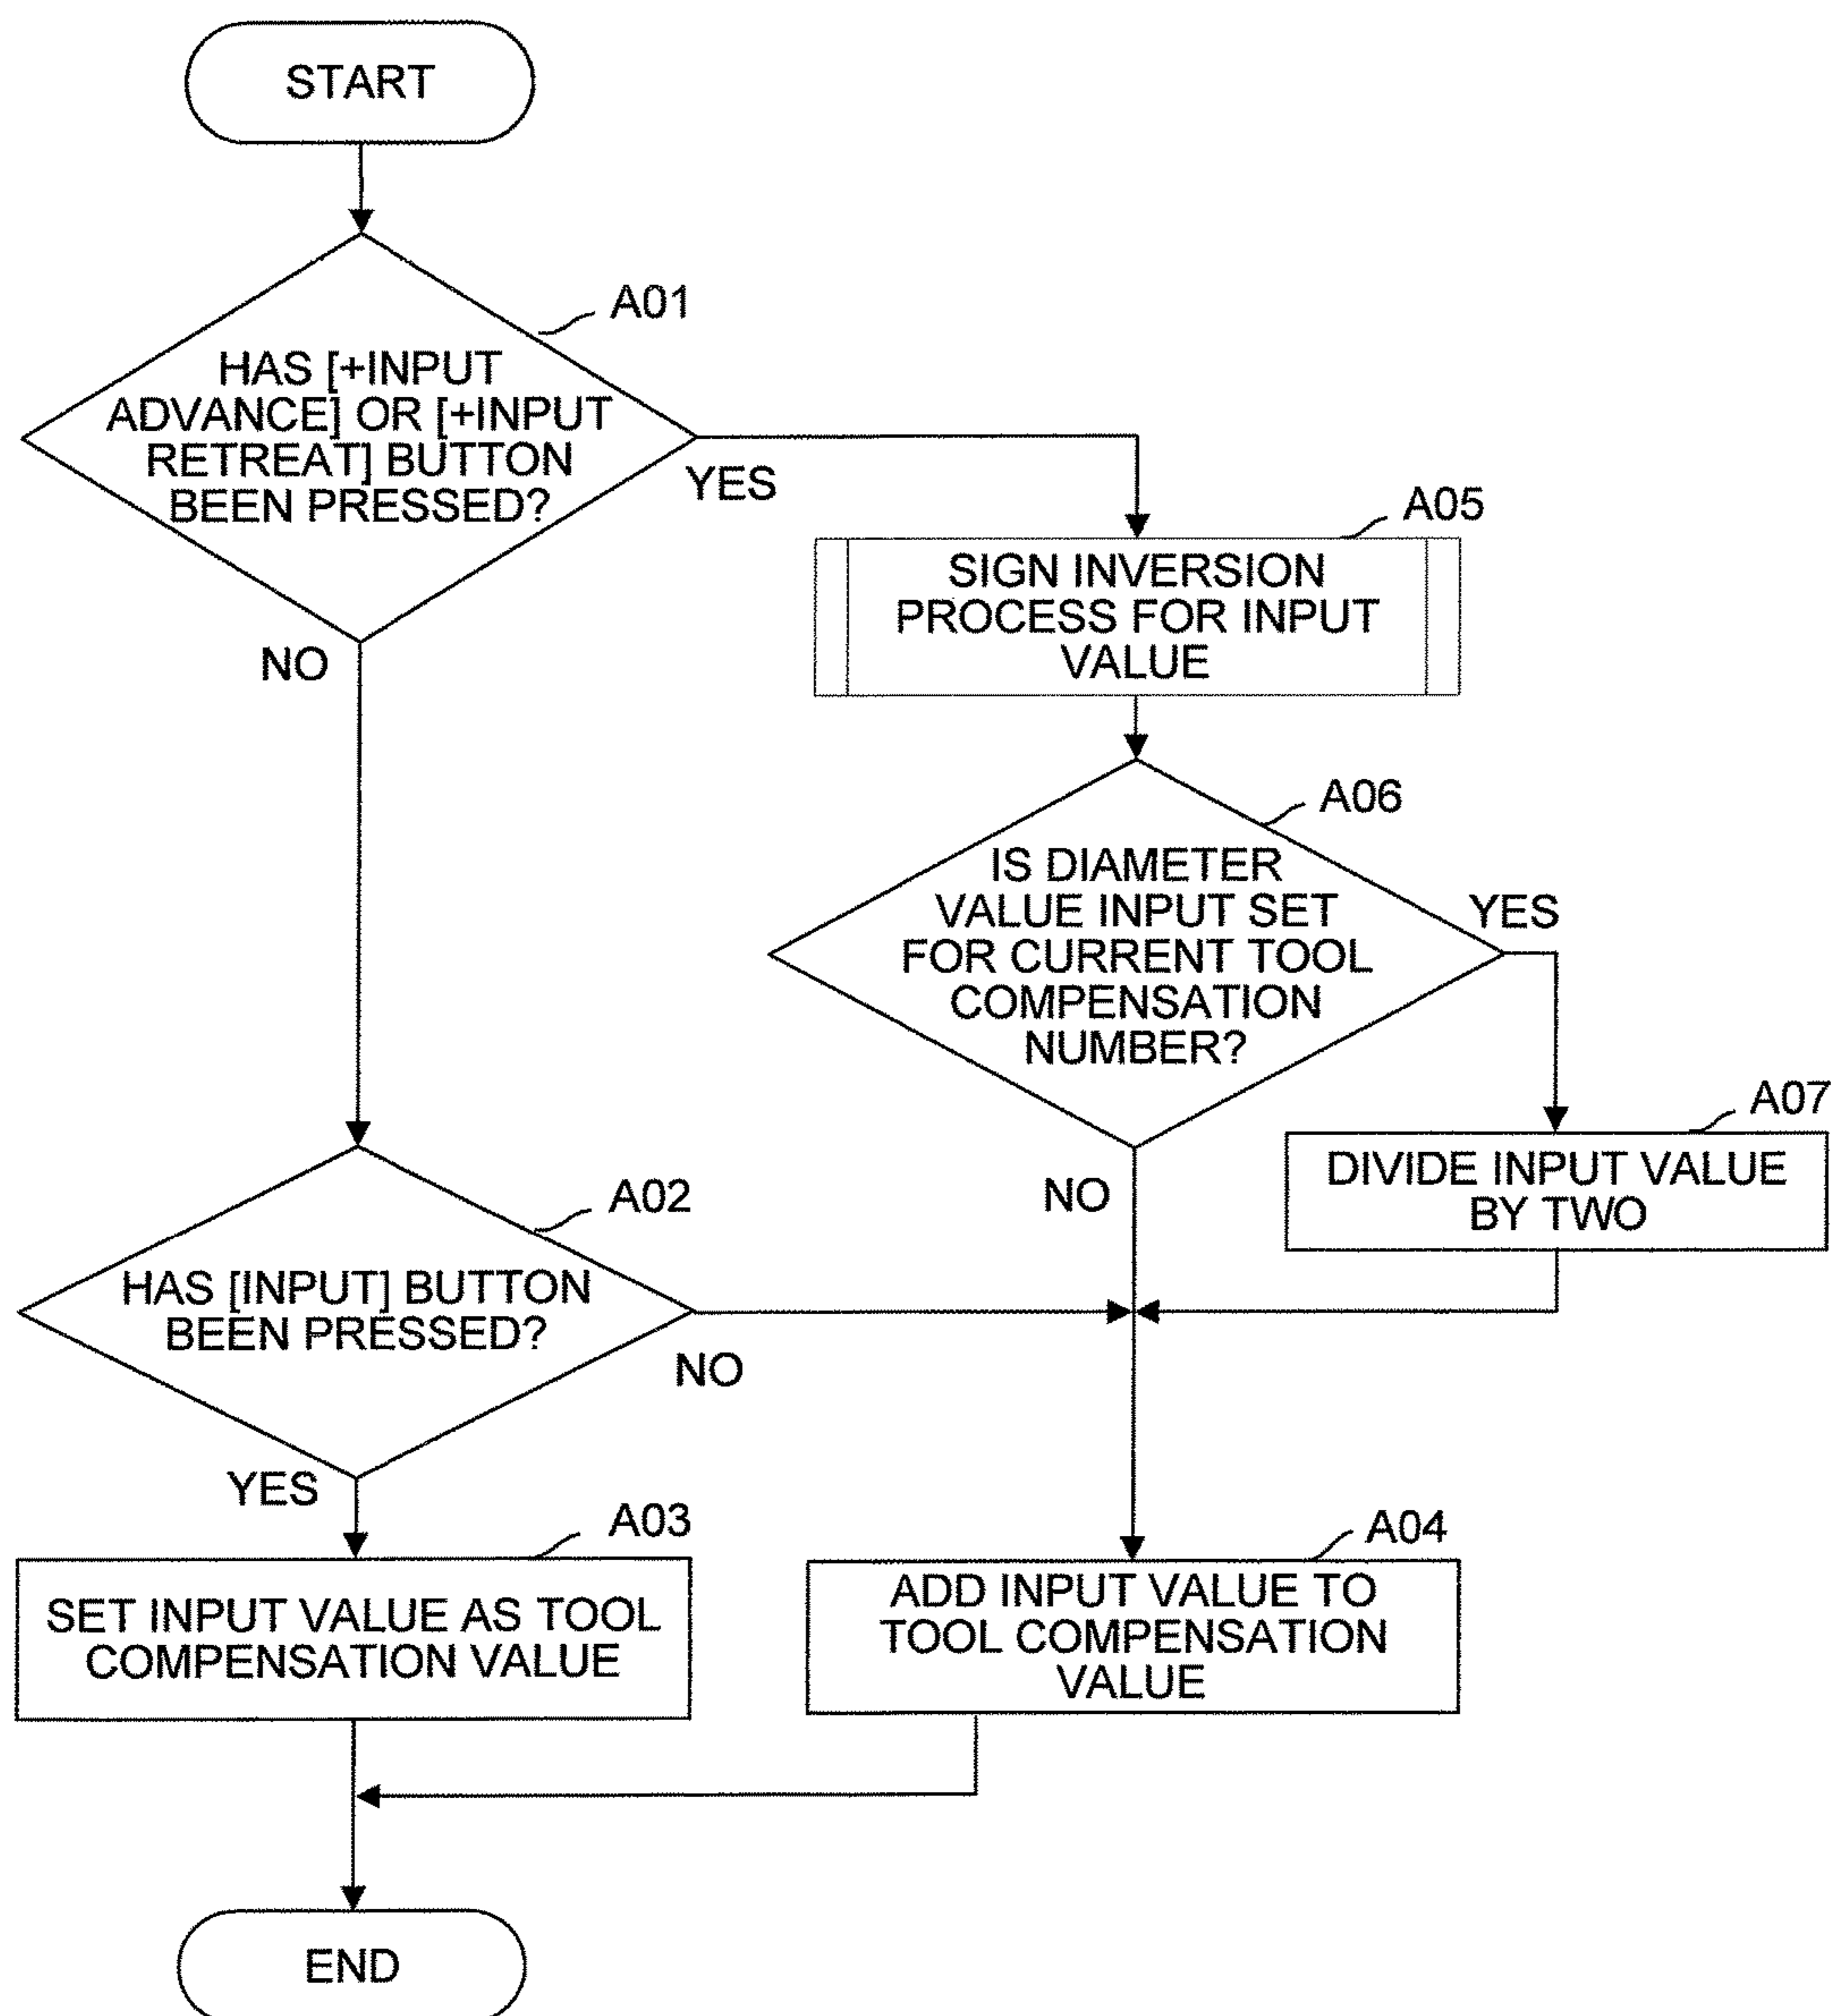 START
A01
HAS [+INPUT
ADVANCE] OR [+INPUT
RETREAT] BUTTON
BEEN PRESSED?
YES
NO
A05
SIGN INVERSION
PROCESS FOR INPUT
VALUE
A06
IS DIAMETER
VALUE INPUT SET
FOR CURRENT TOOL
COMPENSATION
NUMBER?
YES
NO
A07
DIVIDE INPUT VALUE
BY TWO
A02
HAS [INPUT] BUTTON
BEEN PRESSED?
NO
YES
A03
SET INPUT VALUE AS TOOL
COMPENSATION VALUE
A04
ADD INPUT VALUE TO
TOOL COMPENSATION
VALUE
END